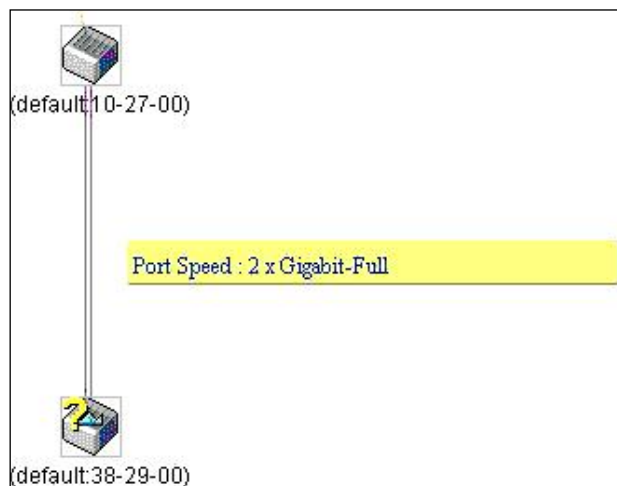 (default:10-27-00)
Port Speed : 2 x Gigabit-Full
(default:38-29-00)